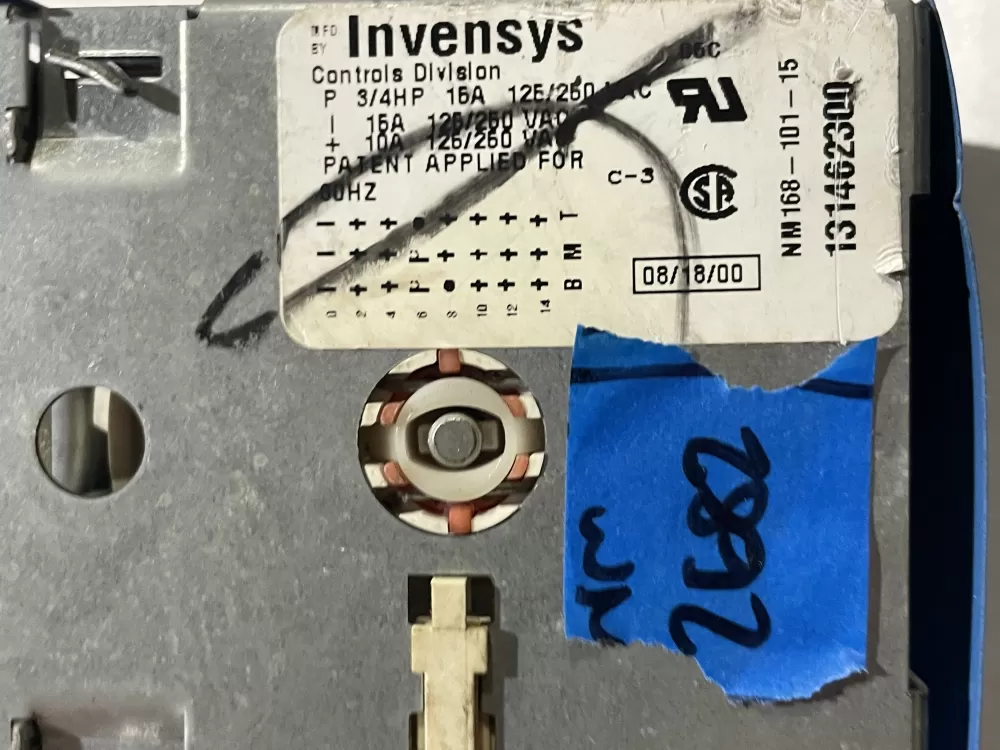 MFD
BY
Invensys
Controls Division
P 3/4HP 15A 125/250 VAC
| 15A 125/250 VAC
+ 10A 125/250 VAC
PATENT APPLIED FOR
60HZ
C-3
| + + ● + + + + T
| + + P + + + + M
| + + P ● + + + B
0 2 4 6 8 10 12 14
08/18/00
NM168-101-15
131462300
2682